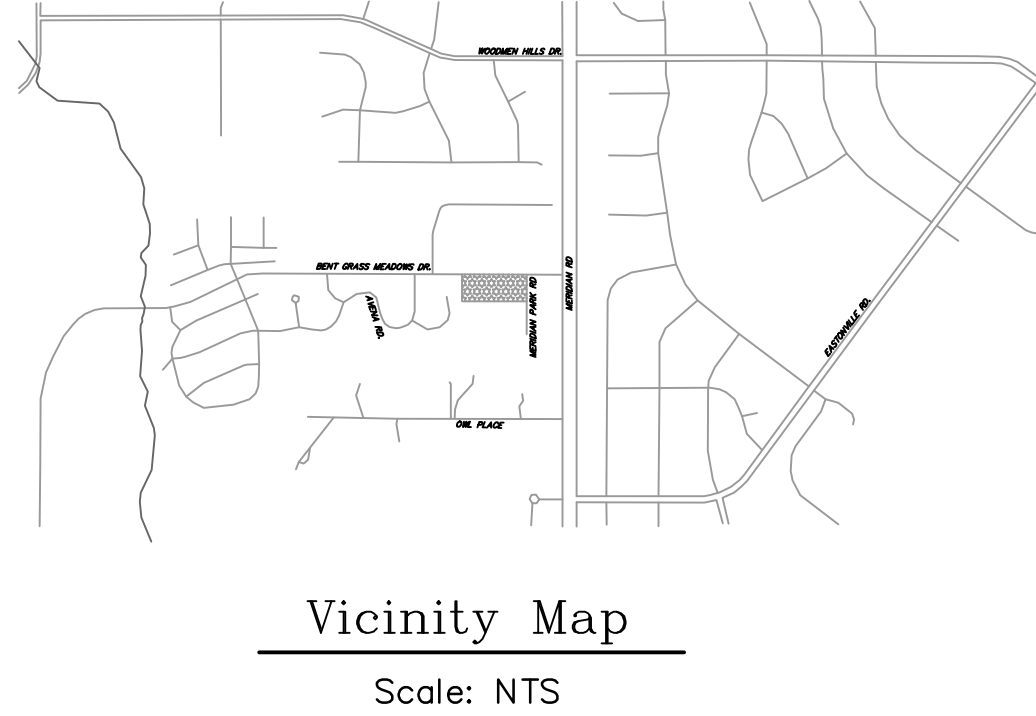 WOODMEN HILLS DR.
BENT GRASS MEADOWS DR.
MERIDIAN RD
MERIDIAN PARK RD
AVENA RD.
EASTONVILLE RD.
OWL PLACE
Vicinity Map
Scale: NTS